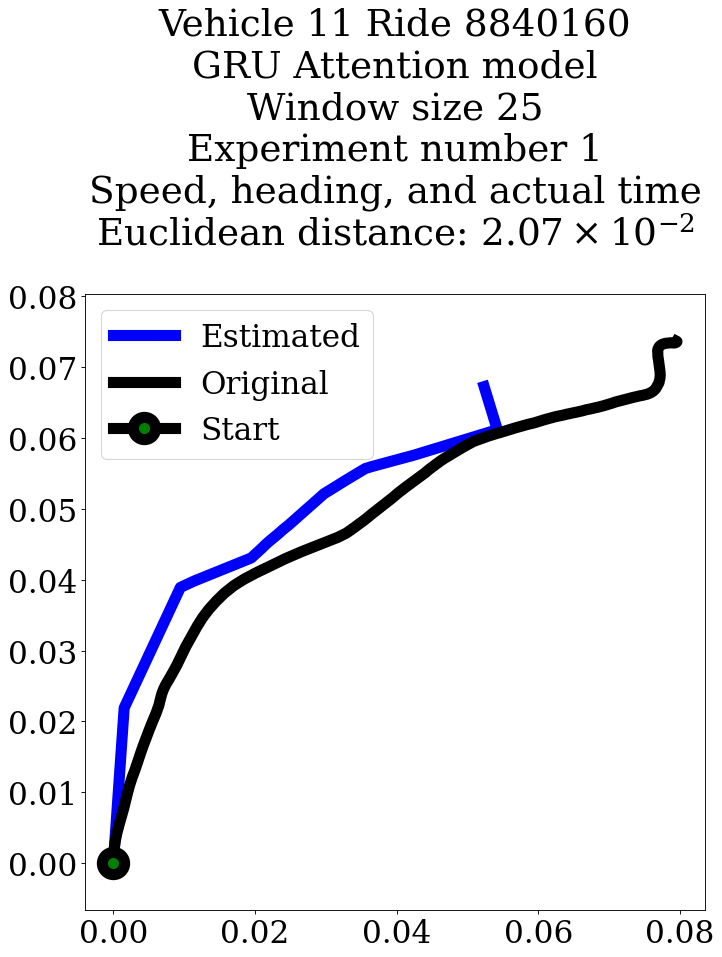 Vehicle 11 Ride 8840160
GRU Attention model
Window size 25
Experiment number 1
Speed, heading, and actual time
Euclidean distance: 2.07 × 10⁻²
0.08
0.07
0.06
0.05
0.04
0.03
0.02
0.01
0.00
Estimated
Original
Start
0.00 0.02 0.04 0.06 0.08